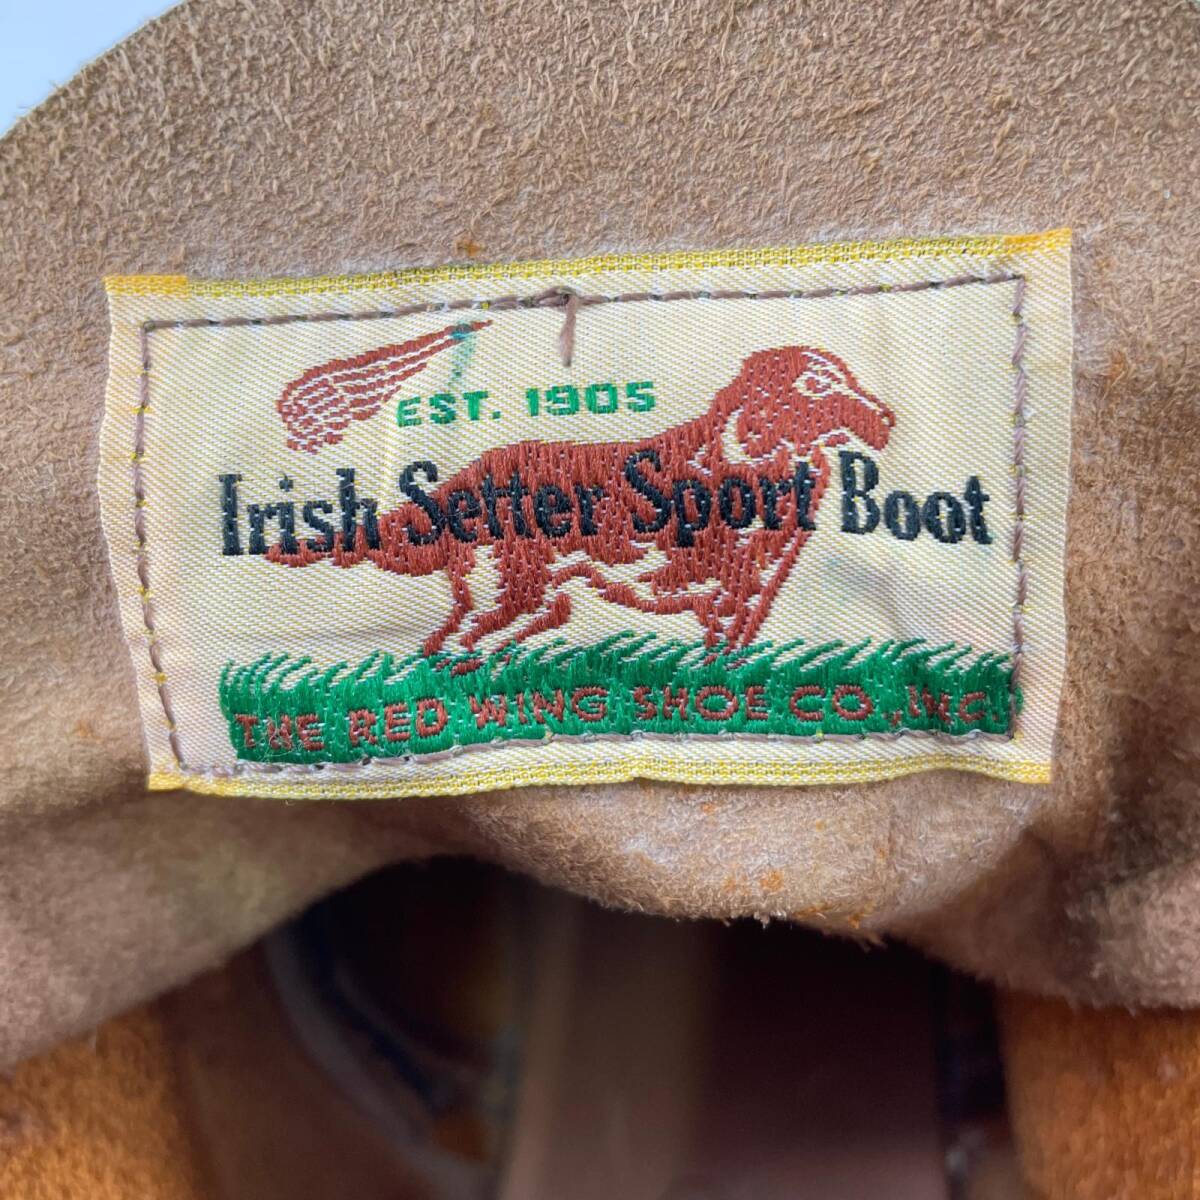 EST. 1905
Irish Setter Sport Boot
THE RED WING SHOE CO., INC.